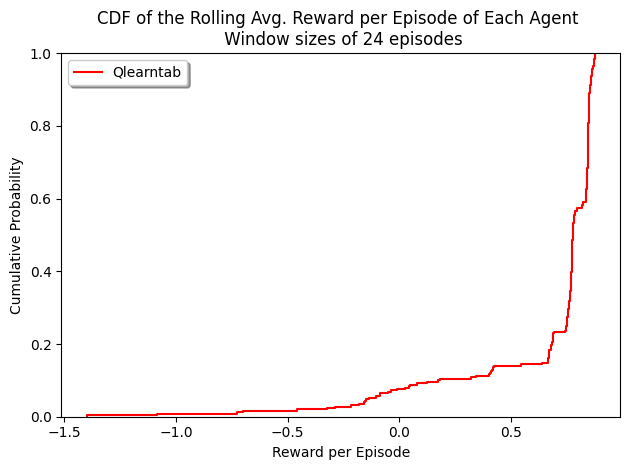 CDF of the Rolling Avg. Reward per Episode of Each Agent
Window sizes of 24 episodes
Qlearntab
Cumulative Probability
1.0
0.8
0.6
0.4
0.2
0.0
−1.5
−1.0
−0.5
0.0
0.5
Reward per Episode